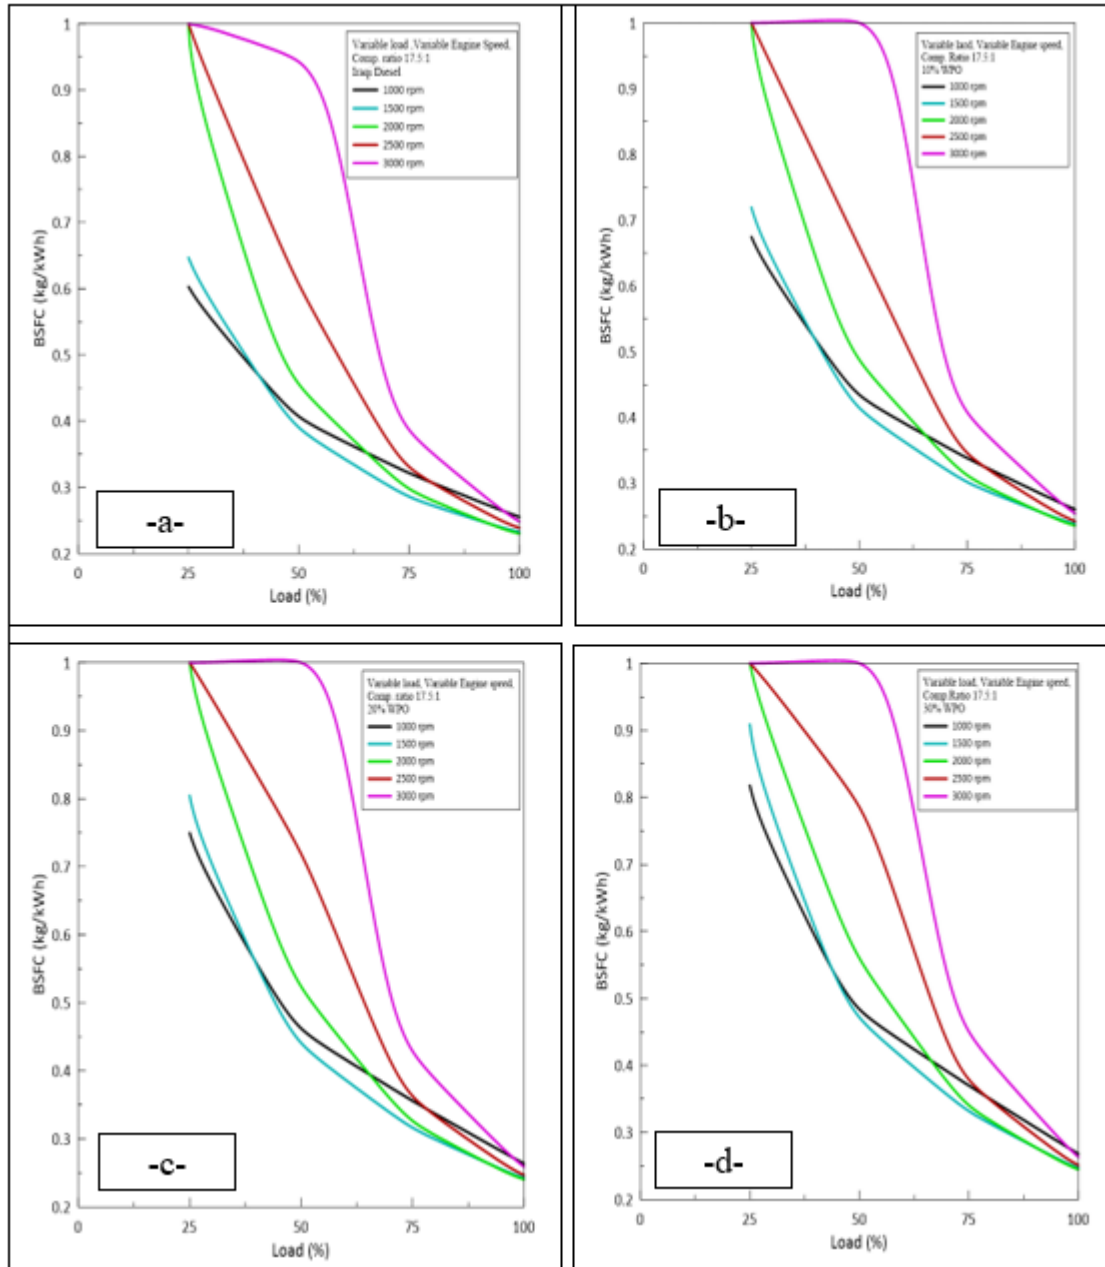 1
0.9
0.8
0.7
0.6
0.5
0.4
0.3
0.2
BSFC (kg/kWh)
Variable load ,Variable Engine Speed,
Comp. ratio 17.5:1
Iraqi Diesel
1000 rpm
1500 rpm
2000 rpm
2500 rpm
3000 rpm
-a-
0 25 50 75 100
Load (%)
1
0.9
0.8
0.7
0.6
0.5
0.4
0.3
0.2
BSFC (kg/kWh)
Variable load, Variable Engine speed,
Comp. Ratio 17.5:1
10% WPO
1000 rpm
1500 rpm
2000 rpm
2500 rpm
3000 rpm
-b-
0 25 50 75 100
Load (%)
1
0.9
0.8
0.7
0.6
0.5
0.4
0.3
0.2
BSFC (kg/kWh)
Variable load, Variable Engine speed,
Comp. ratio 17.5:1
20% WPO
1000 rpm
1500 rpm
2000 rpm
2500 rpm
3000 rpm
-c-
0 25 50 75 100
Load (%)
1
0.9
0.8
0.7
0.6
0.5
0.4
0.3
0.2
BSFC (kg/kWh)
Variable load, Variable Engine speed,
Comp.Ratio 17.5:1
30% WPO
1000 rpm
1500 rpm
2000 rpm
2500 rpm
3000 rpm
-d-
0 25 50 75 100
Load (%)